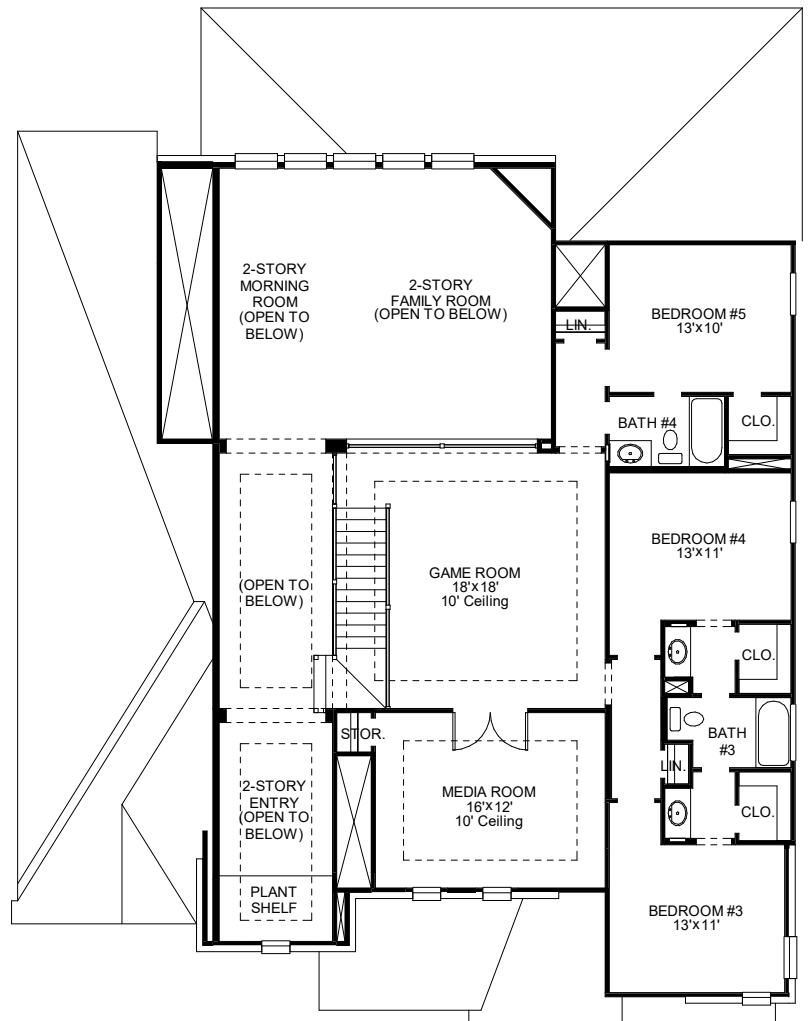 2-STORY
MORNING
ROOM
(OPEN TO
BELOW)
2-STORY
FAMILY ROOM
(OPEN TO BELOW)
LIN.
BEDROOM #5
13'x10'
BATH #4
CLO.
(OPEN TO
BELOW)
GAME ROOM
18'x18'
10' Ceiling
BEDROOM #4
13'x11'
CLO.
BATH
#3
LIN.
CLO.
STOR.
MEDIA ROOM
16'x12'
10' Ceiling
2-STORY
ENTRY
(OPEN TO
BELOW)
PLANT
SHELF
BEDROOM #3
13'x11'